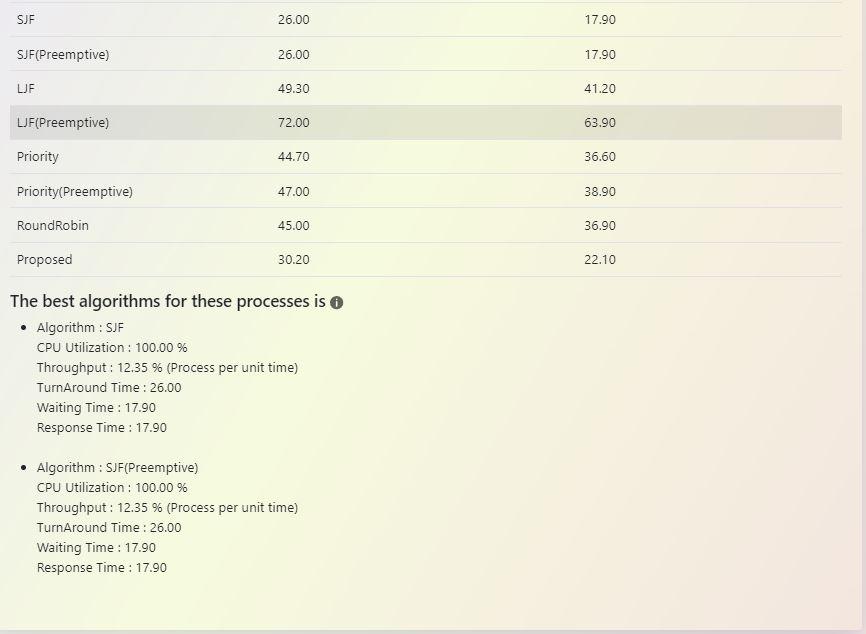 SJF 26.00 17.90
SJF(Preemptive) 26.00 17.90
LJF 49.30 41.20
LJF(Preemptive) 72.00 63.90
Priority 44.70 36.60
Priority(Preemptive) 47.00 38.90
RoundRobin 45.00 36.90
Proposed 30.20 22.10
The best algorithms for these processes is
Algorithm : SJF
CPU Utilization : 100.00 %
Throughput : 12.35 % (Process per unit time)
TurnAround Time : 26.00
Waiting Time : 17.90
Response Time : 17.90
Algorithm : SJF(Preemptive)
CPU Utilization : 100.00 %
Throughput : 12.35 % (Process per unit time)
TurnAround Time : 26.00
Waiting Time : 17.90
Response Time : 17.90